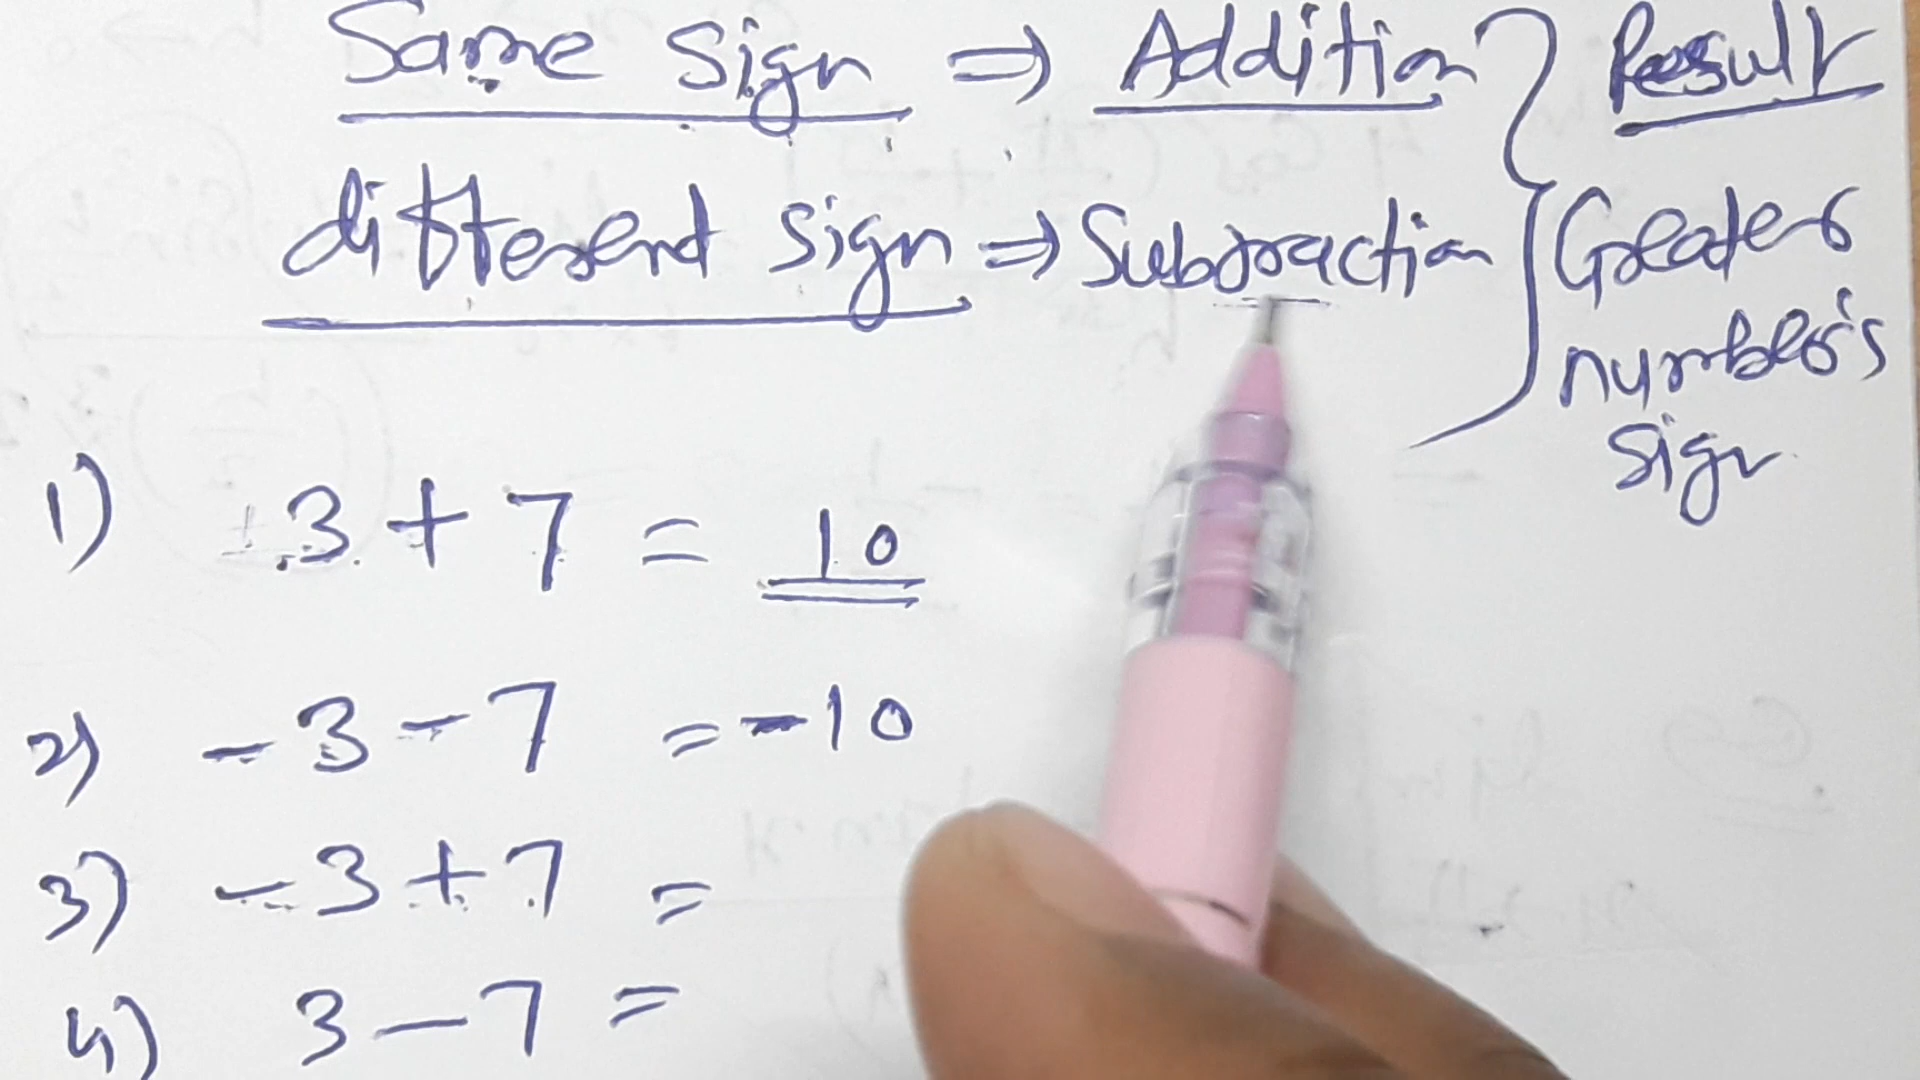 Same sign ⇒ Addition
different sign ⇒ Subtraction
Result
Greater
number's
sign
1) +3 + 7 = 10
2) -3 - 7 = -10
3) -3 + 7 =
4) 3 - 7 =